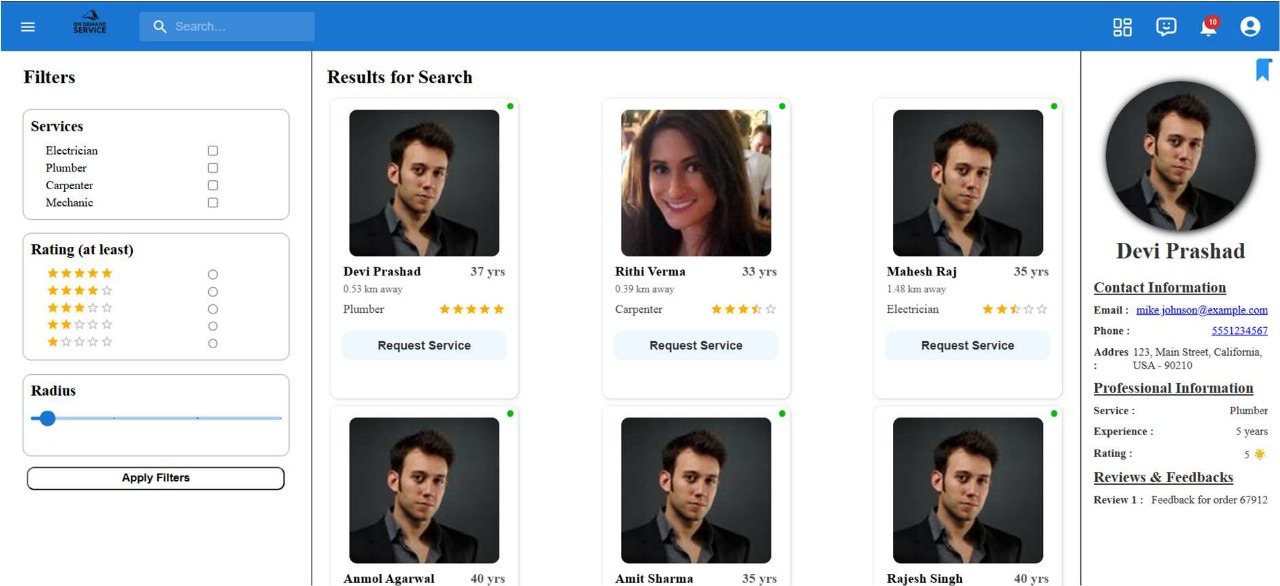 ON DEMAND
SERVICE
Search...
10
Filters
Services
Electrician
Plumber
Carpenter
Mechanic
Rating (at least)
Radius
Apply Filters
Results for Search
Devi Prashad 37 yrs
0.53 km away
Plumber
Request Service
Rithi Verma 33 yrs
0.39 km away
Carpenter
Request Service
Mahesh Raj 35 yrs
1.48 km away
Electrician
Request Service
Anmol Agarwal 40 yrs
Amit Sharma 35 yrs
Rajesh Singh 40 yrs
Devi Prashad
Contact Information
Email : mike.johnson@example.com
Phone : 5551234567
Addres 123, Main Street, California,
: USA - 90210
Professional Information
Service : Plumber
Experience : 5 years
Rating : 5
Reviews & Feedbacks
Review 1 : Feedback for order 67912